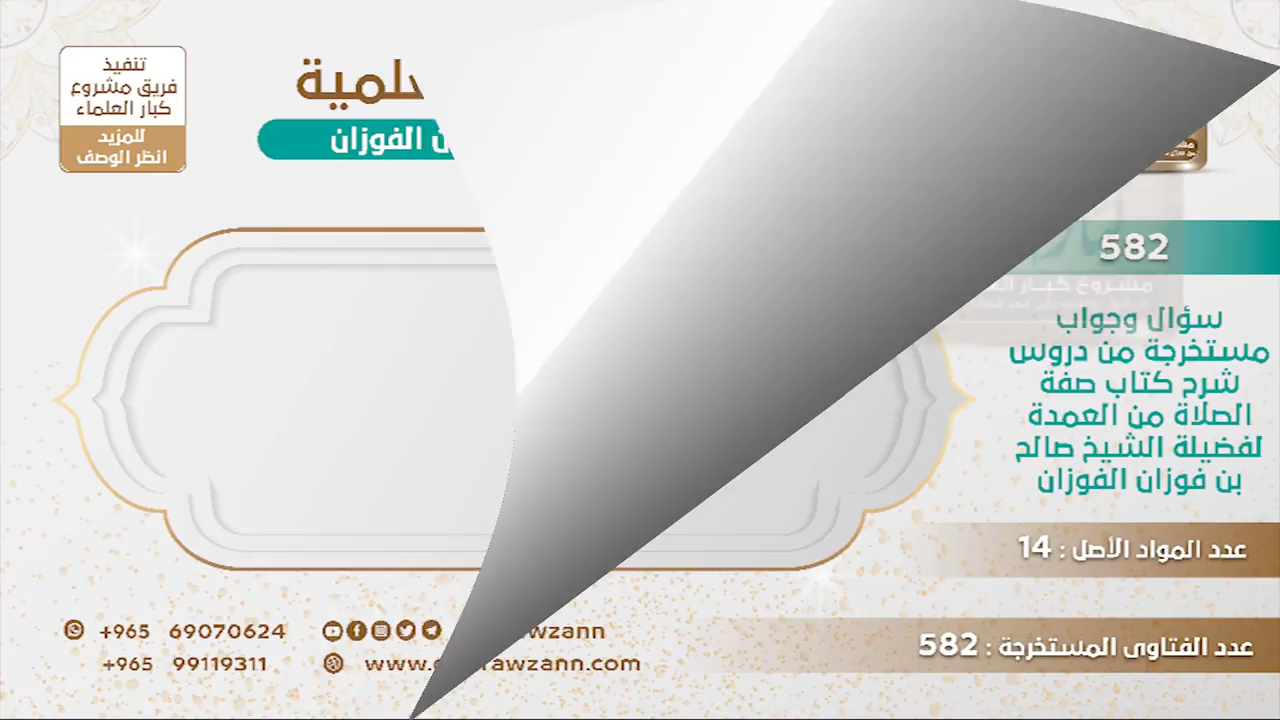 تنفيذ
فريق مشروع
كبار العلماء
للمزيد
انظر الوصف
الفوزان
582
سؤال وجواب
مستخرجة من دروس
شرح كتاب صفة
الصلاة من العمدة
لفضيلة الشيخ صالح
بن فوزان الفوزان
عدد المواد الأصل : 14
عدد الفتاوى المستخرجة : 582
+965 69070624
+965 99119311